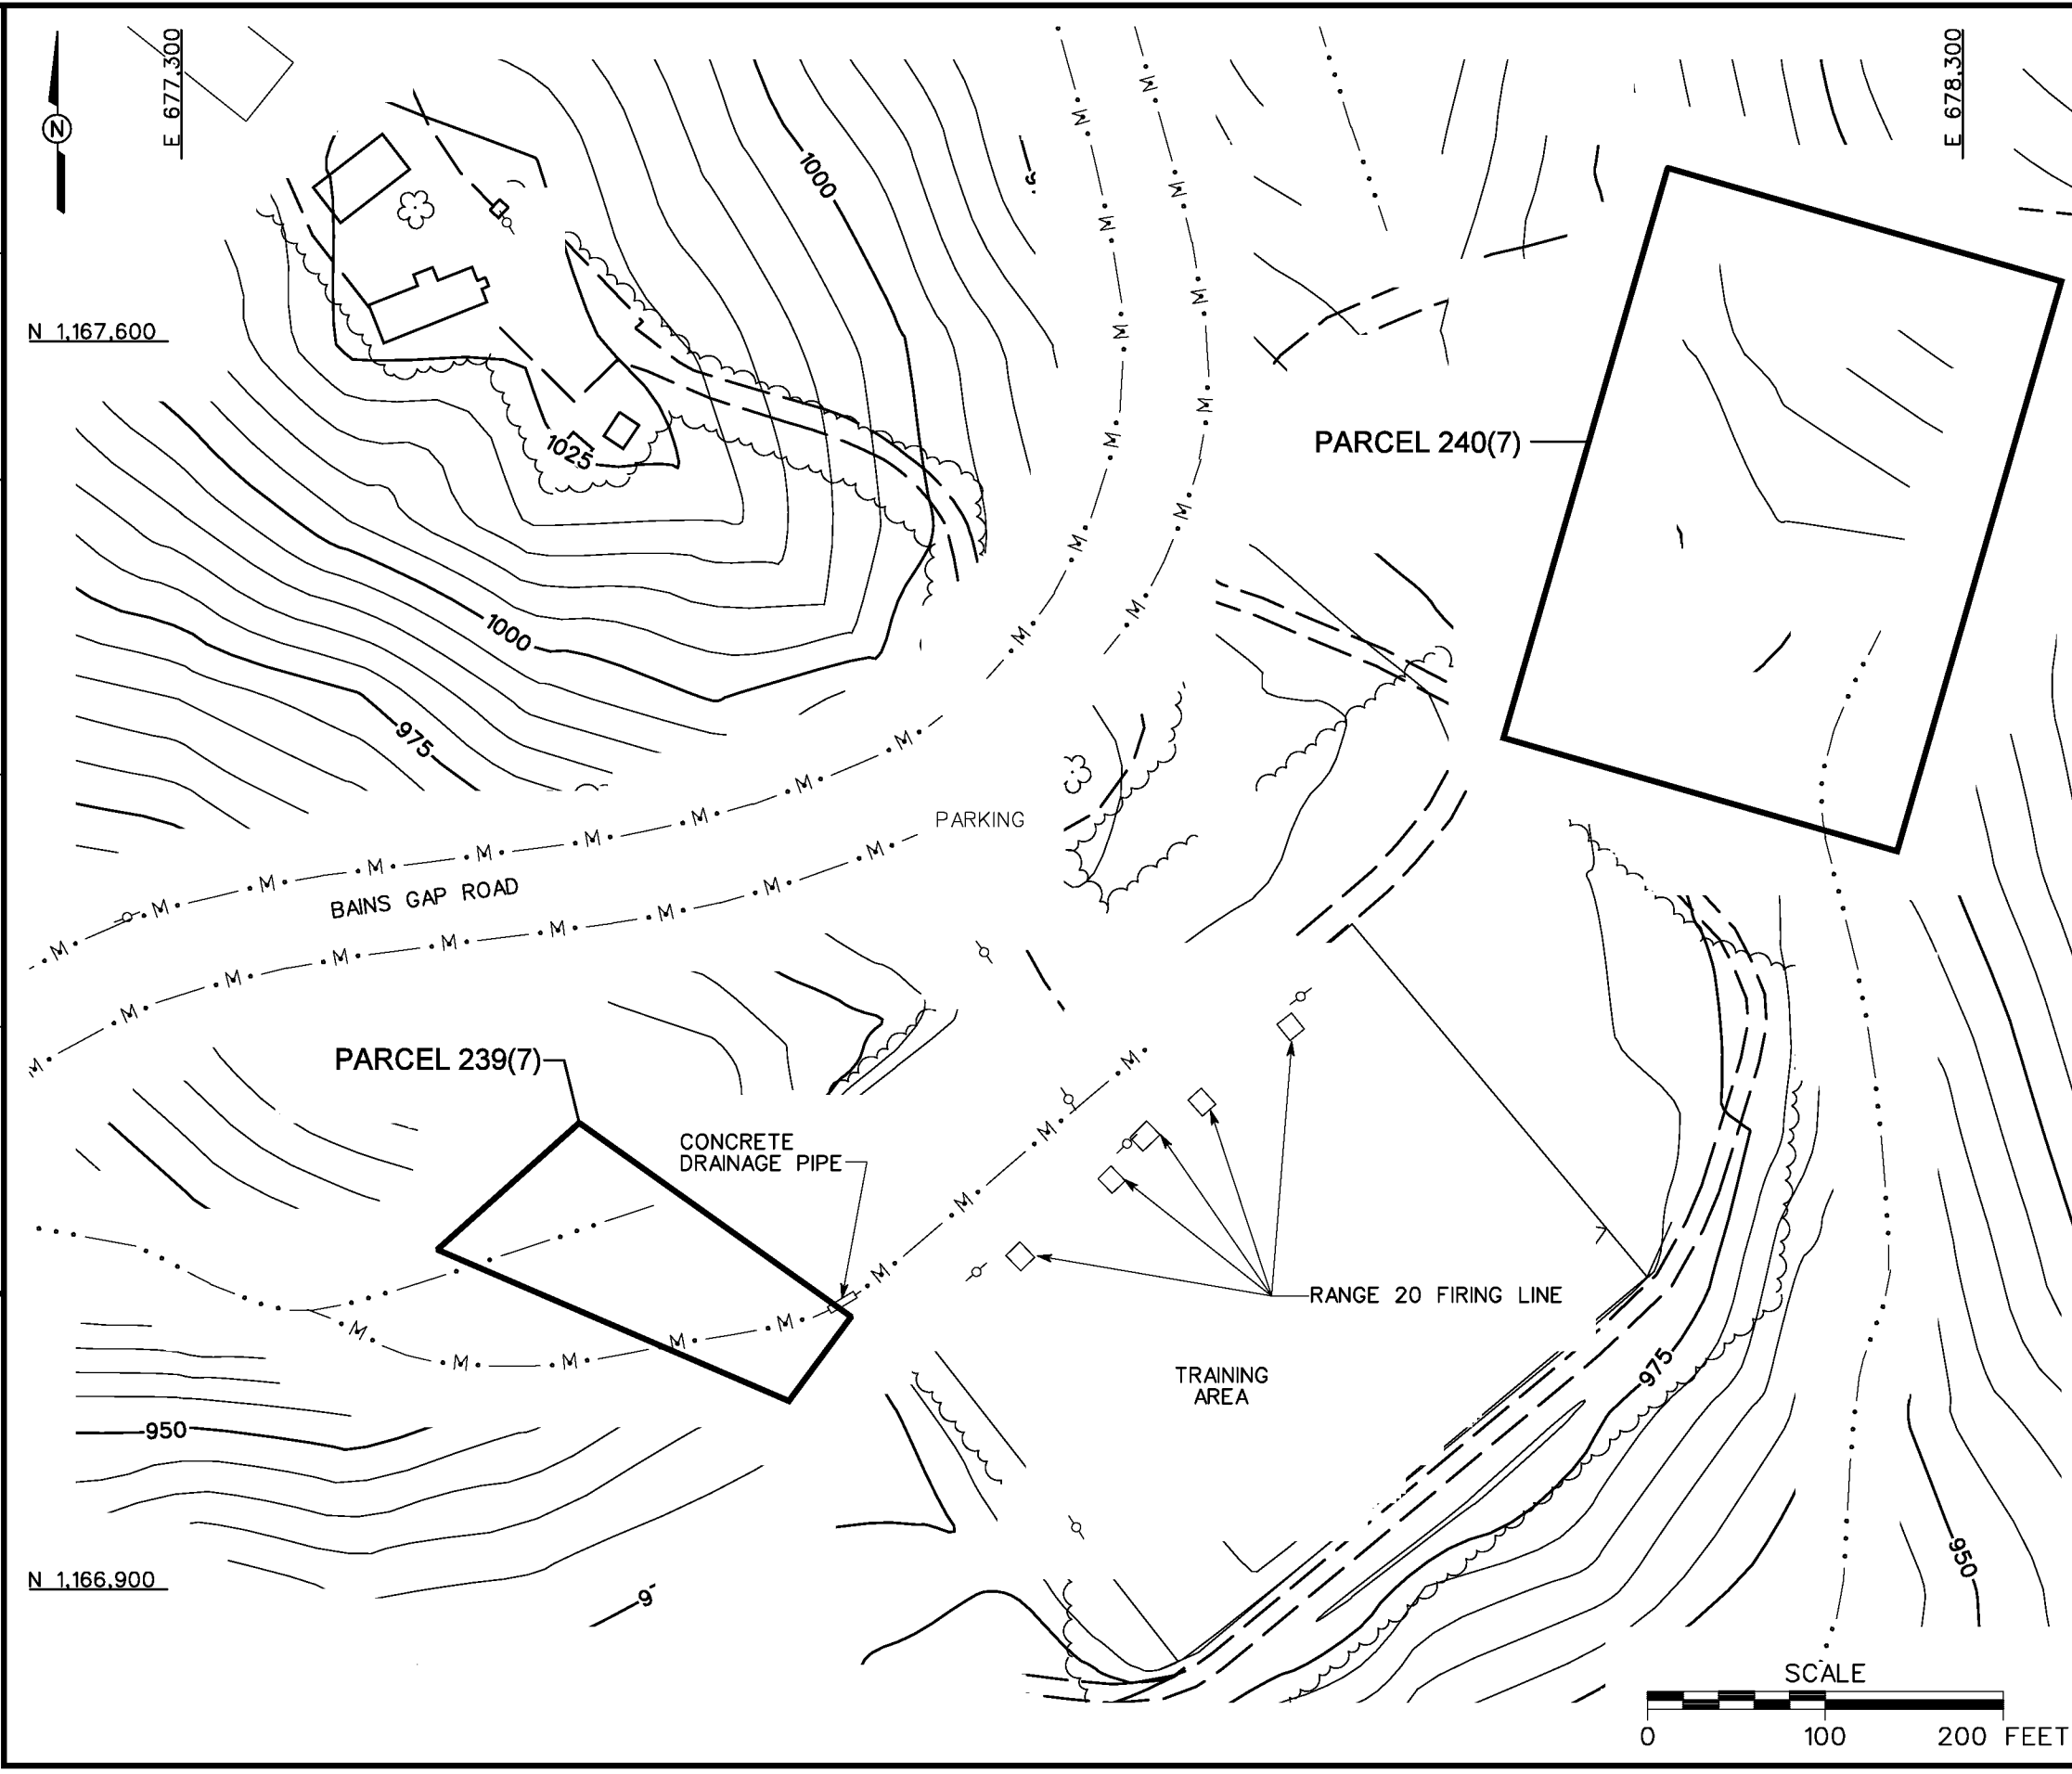 N
E 677,300
E 678,300
1000
N 1,167,600
PARCEL 240(7)
1025
1000
975
PARKING
BAINS GAP ROAD
PARCEL 239(7)
CONCRETE
DRAINAGE PIPE
RANGE 20 FIRING LINE
TRAINING
AREA
975
950
950
N 1,166,900
SCALE
0 100 200 FEET